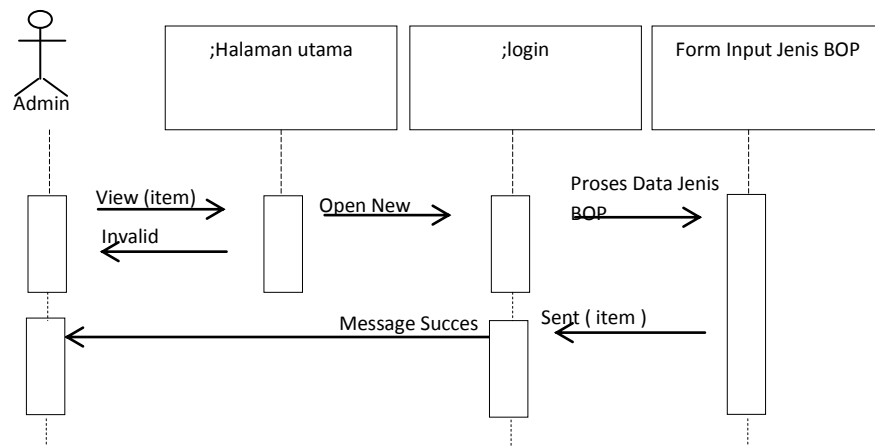 ;Halaman utama
;login
Form Input Jenis BOP
Admin
View (item)
Open New
Proses Data Jenis
BOP
Invalid
Message Succes
Sent ( item )